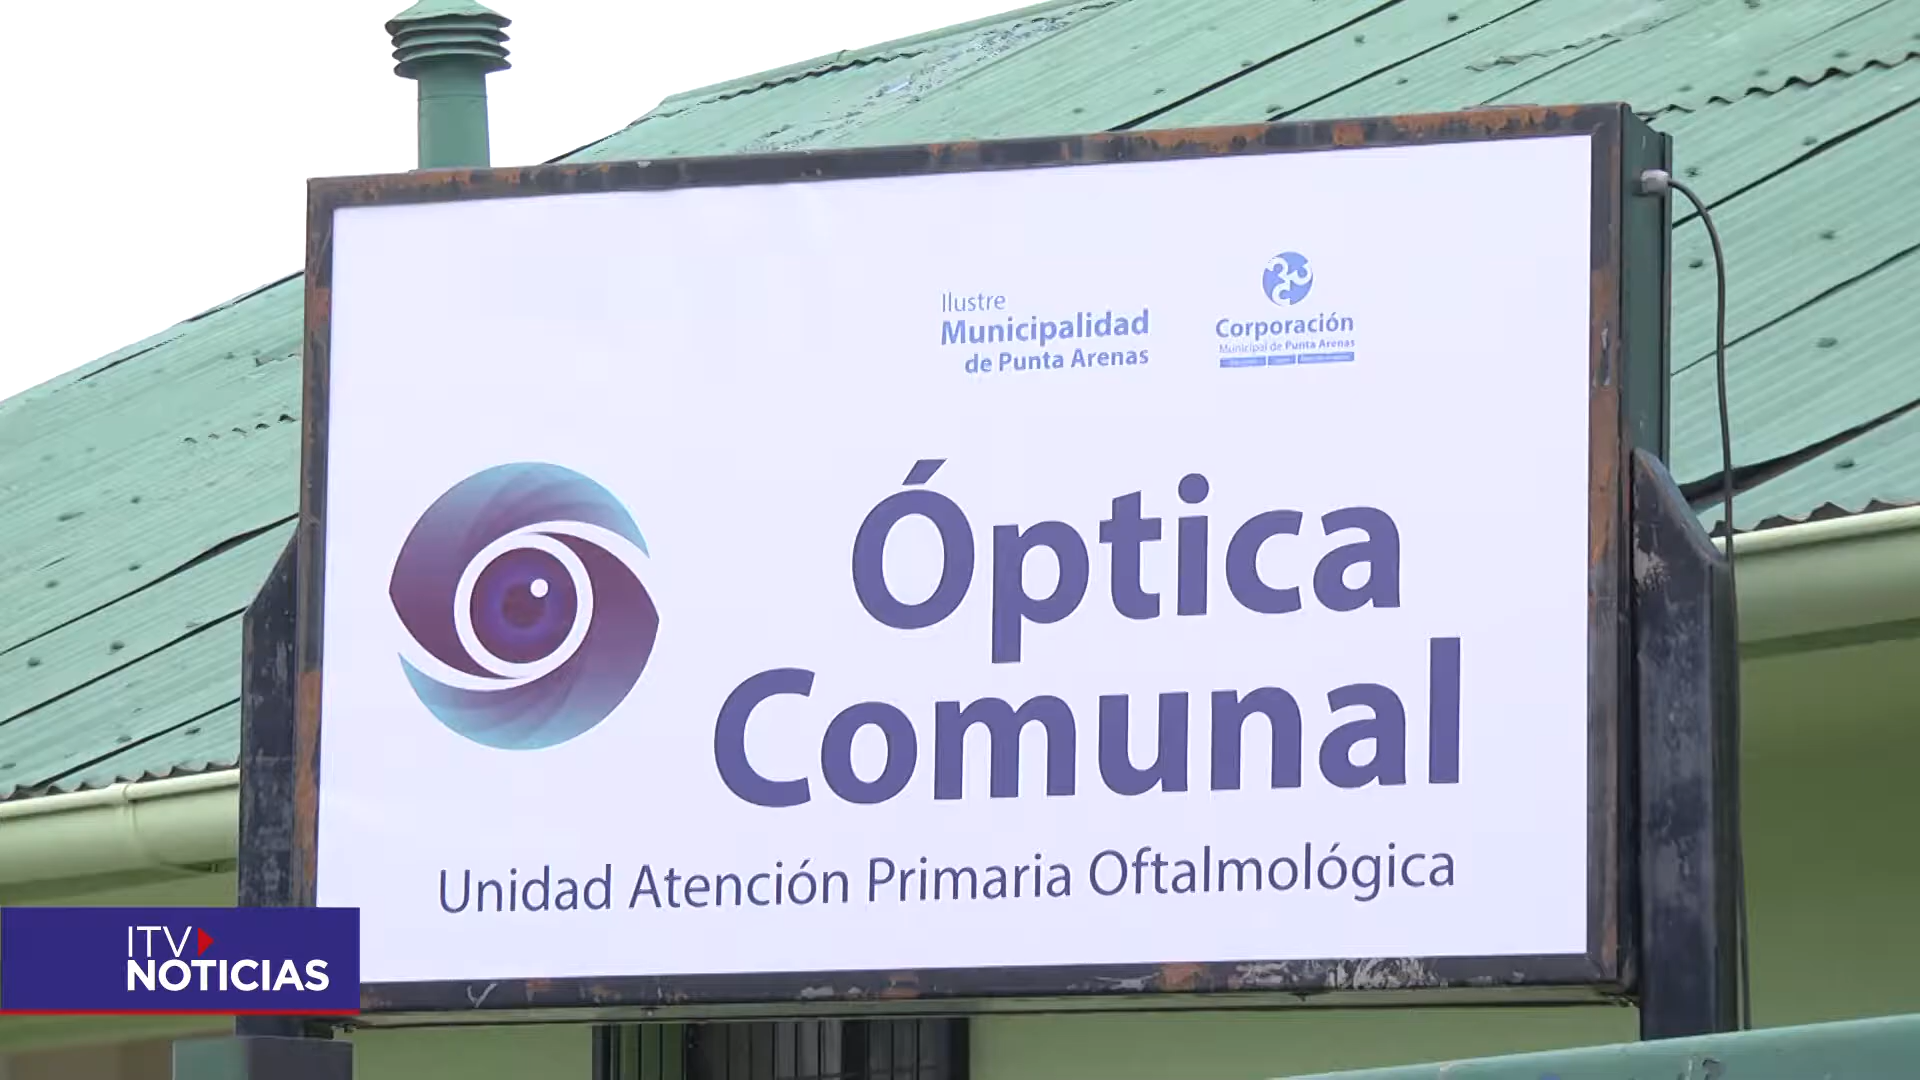 Ilustre
Municipalidad
de Punta Arenas
Corporación
Municipal de Punta Arenas
Óptica
Comunal
Unidad Atención Primaria Oftalmológica
ITV
NOTICIAS